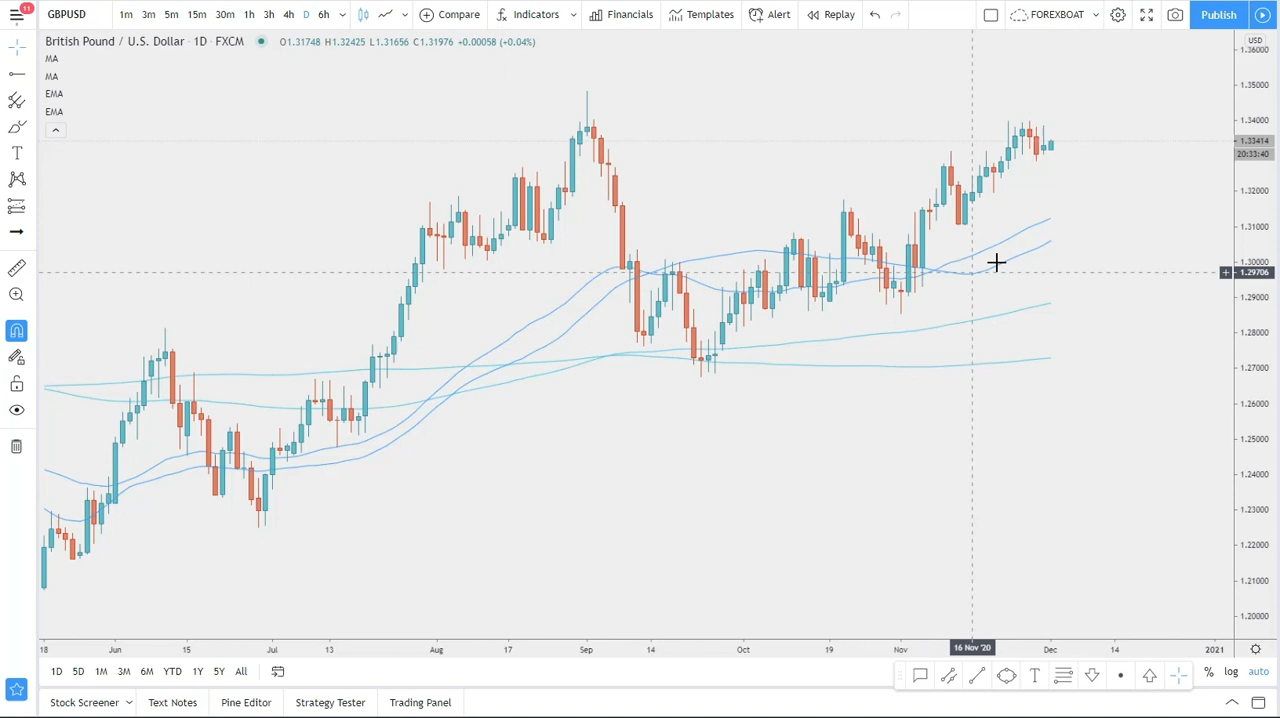 11
GBPUSD 1m 3m 5m 15m 30m 1h 3h 4h D 6h Compare Indicators Financials Templates Alert Replay FOREXBOAT Publish
British Pound / U.S. Dollar · 1D · FXCM O1.31748 H1.32425 L1.31656 C1.31976 +0.00058 (+0.04%)
MA
MA
EMA
EMA
USD
1.36000
1.35000
1.34000
1.33414
20:33:40
1.32000
1.31000
1.30000
1.29706
1.29000
1.28000
1.27000
1.26000
1.25000
1.24000
1.23000
1.22000
1.21000
1.20000
18 Jun 15 Jul 13 Aug 17 Sep 14 Oct 19 Nov 16 Nov '20 Dec 14 2021
1D 5D 1M 3M 6M YTD 1Y 5Y All T % log auto
Stock Screener Text Notes Pine Editor Strategy Tester Trading Panel